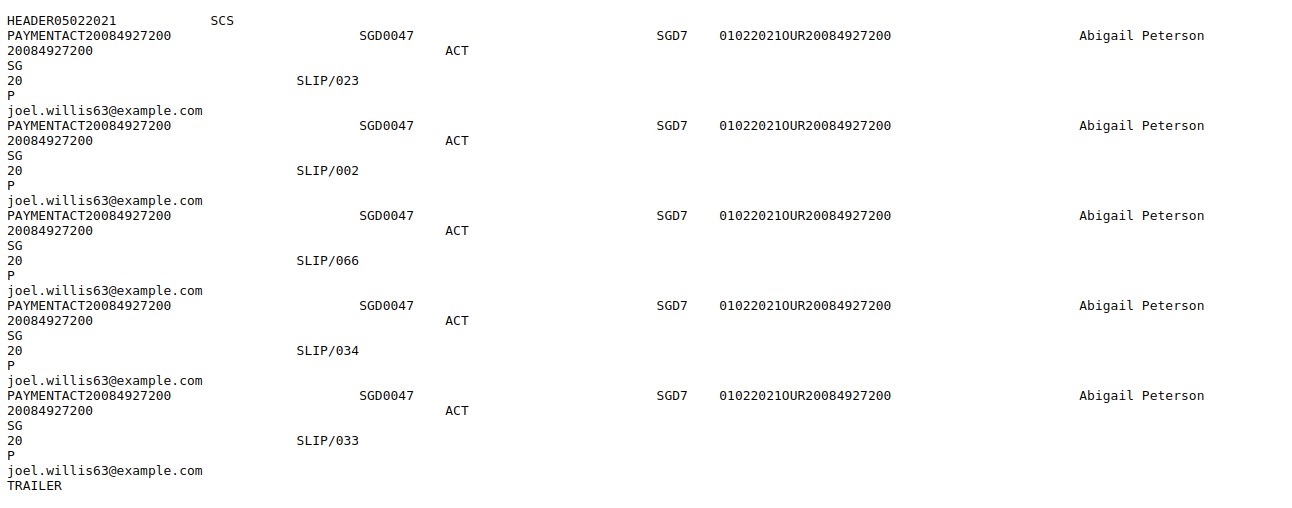 HEADER05022021            SCS
PAYMENTACT20084927200                        SGD0047                               SGD7    01022021OUR20084927200                        Abigail Peterson
20084927200                                             ACT
SG
20                                   SLIP/023
P
joel.willis63@example.com
PAYMENTACT20084927200                        SGD0047                               SGD7    01022021OUR20084927200                        Abigail Peterson
20084927200                                             ACT
SG
20                                   SLIP/002
P
joel.willis63@example.com
PAYMENTACT20084927200                        SGD0047                               SGD7    01022021OUR20084927200                        Abigail Peterson
20084927200                                             ACT
SG
20                                   SLIP/066
P
joel.willis63@example.com
PAYMENTACT20084927200                        SGD0047                               SGD7    01022021OUR20084927200                        Abigail Peterson
20084927200                                             ACT
SG
20                                   SLIP/034
P
joel.willis63@example.com
PAYMENTACT20084927200                        SGD0047                               SGD7    01022021OUR20084927200                        Abigail Peterson
20084927200                                             ACT
SG
20                                   SLIP/033
P
joel.willis63@example.com
TRAILER